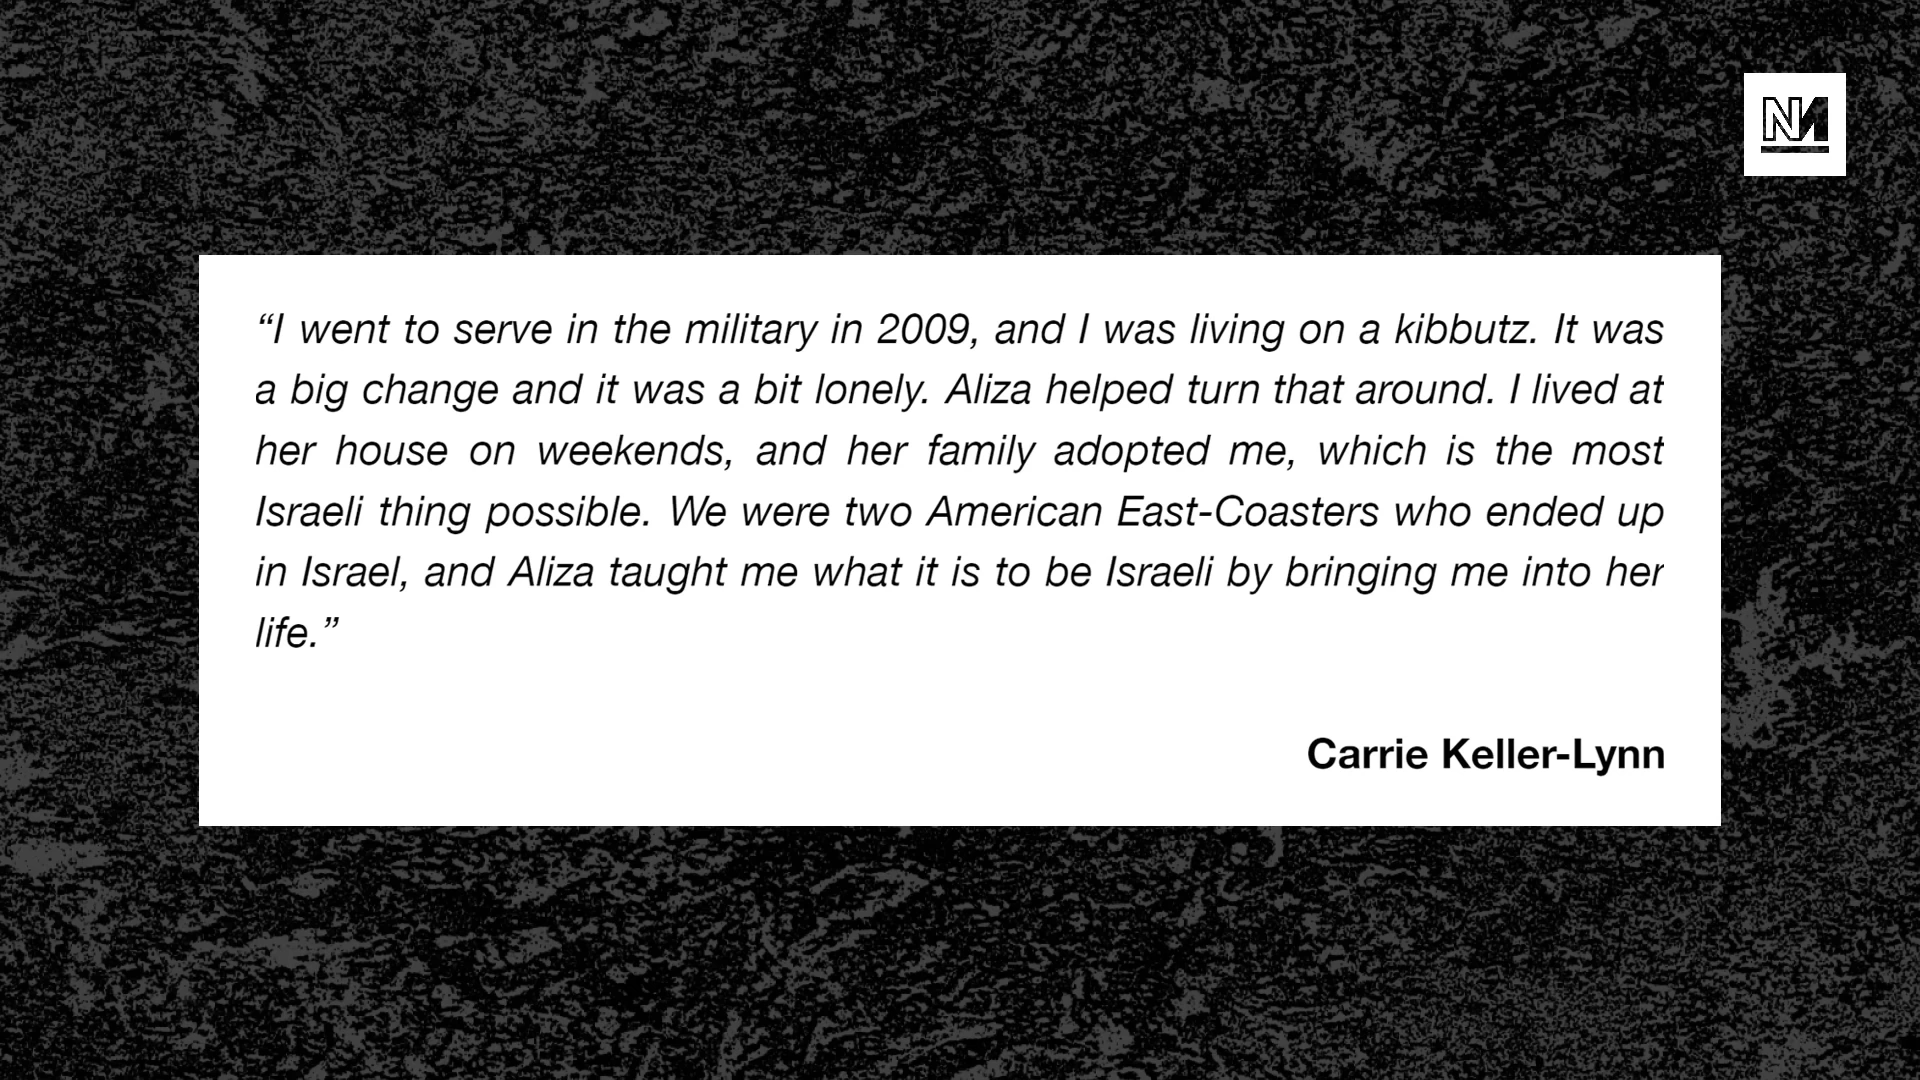 NM
“I went to serve in the military in 2009, and I was living on a kibbutz. It was
a big change and it was a bit lonely. Aliza helped turn that around. I lived at
her house on weekends, and her family adopted me, which is the most
Israeli thing possible. We were two American East-Coasters who ended up
in Israel, and Aliza taught me what it is to be Israeli by bringing me into her
life.”
Carrie Keller-Lynn